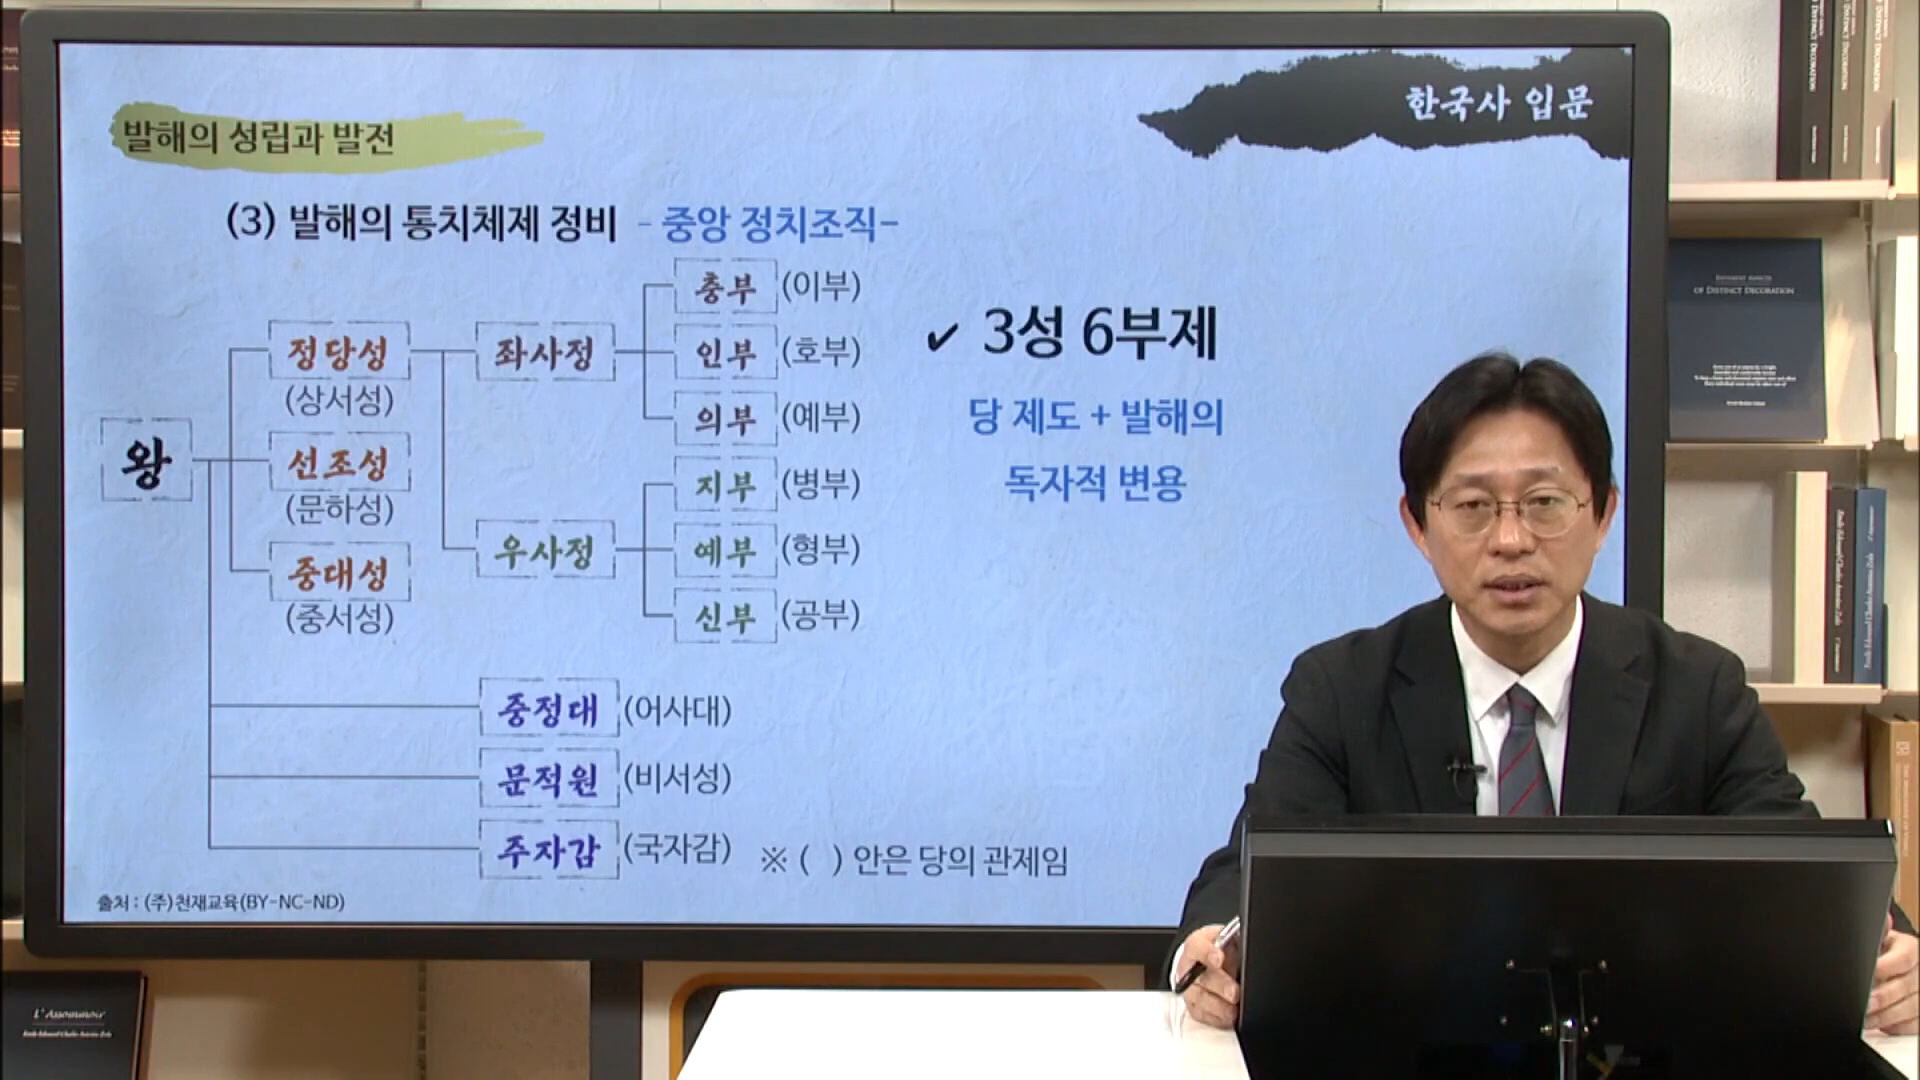 한국사 입문
발해의 성립과 발전
(3) 발해의 통치체제 정비 - 중앙 정치조직-
왕
정당성
(상서성)
선조성
(문하성)
중대성
(중서성)
좌사정
우사정
충부 (이부)
인부 (호부)
의부 (예부)
지부 (병부)
예부 (형부)
신부 (공부)
중정대 (어사대)
문적원 (비서성)
주자감 (국자감)
※ ( ) 안은 당의 관제임
✔ 3성 6부제
당 제도 + 발해의
독자적 변용
출처 : (주)천재교육(BY-NC-ND)
OF DISTINCT DECORATION
L'Assommoir